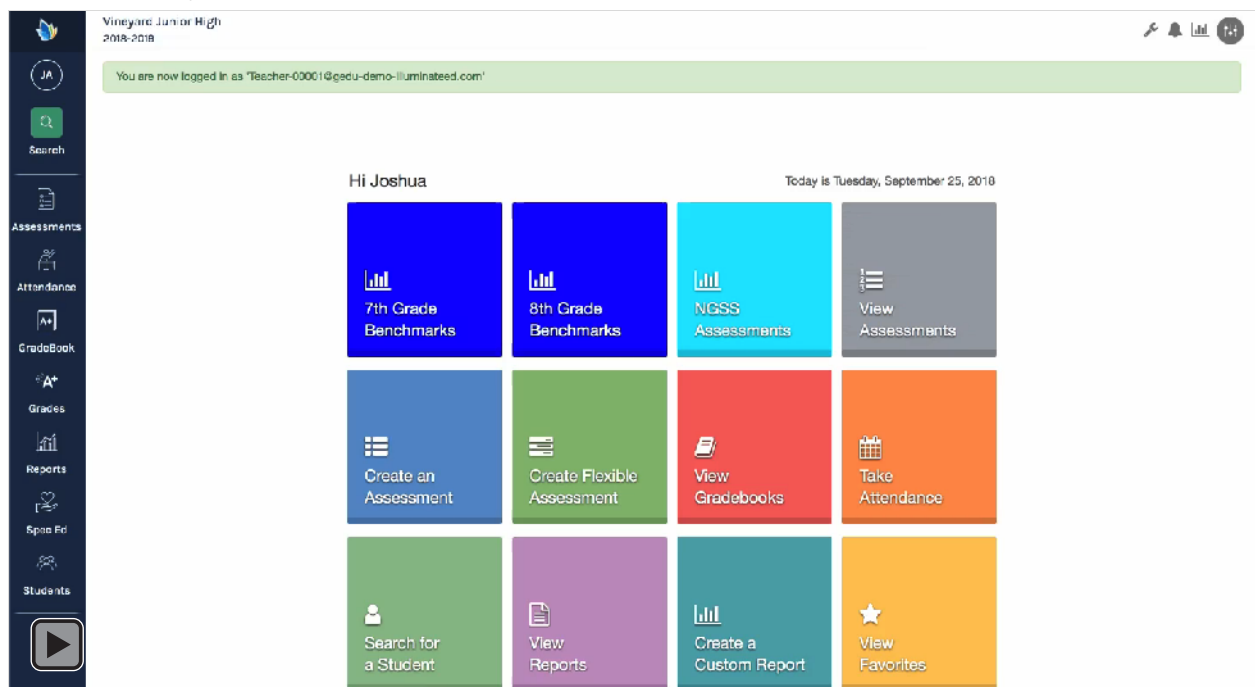 Vineyard Junior High
2018-2019
JA
You are now logged in as 'Teacher-00001@gedu-demo-illuminateed.com'
Search
Assessments
Attendance
GradeBook
Grades
Reports
Spec Ed
Students
A+
A+
Hi Joshua
Today is Tuesday, September 25, 2018
7th Grade
Benchmarks
8th Grade
Benchmarks
NGSS
Assessments
View
Assessments
Create an
Assessment
Create Flexible
Assessment
View
Gradebooks
Take
Attendance
Search for
a Student
View
Reports
Create a
Custom Report
View
Favorites